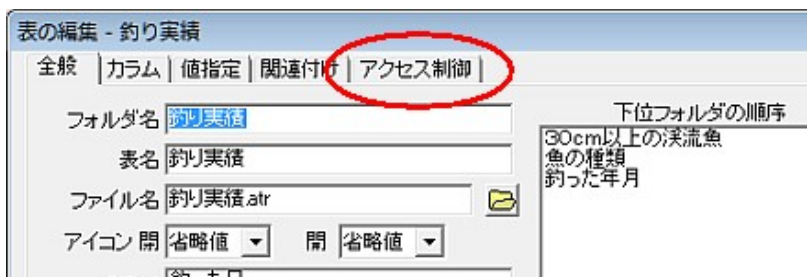 表の編集 - 釣り実績
全般 カラム 値指定 関連付け アクセス制御
フォルダ名 釣り実績
表名 釣り実績
ファイル名 釣り実績.atr
アイコン 開 省略値 開 省略値
下位フォルダの順序
30cm以上の渓流魚
魚の種類
釣った年月